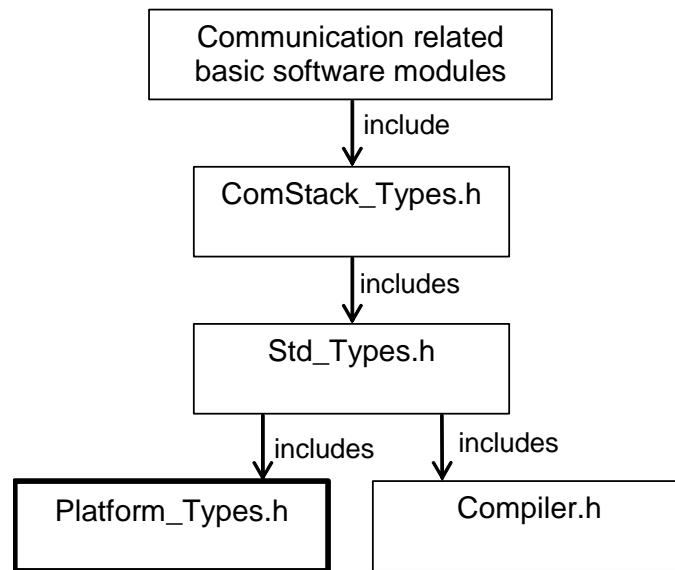 Communication related
basic software modules
include
ComStack_Types.h
includes
Std_Types.h
includes
includes
Platform_Types.h
Compiler.h